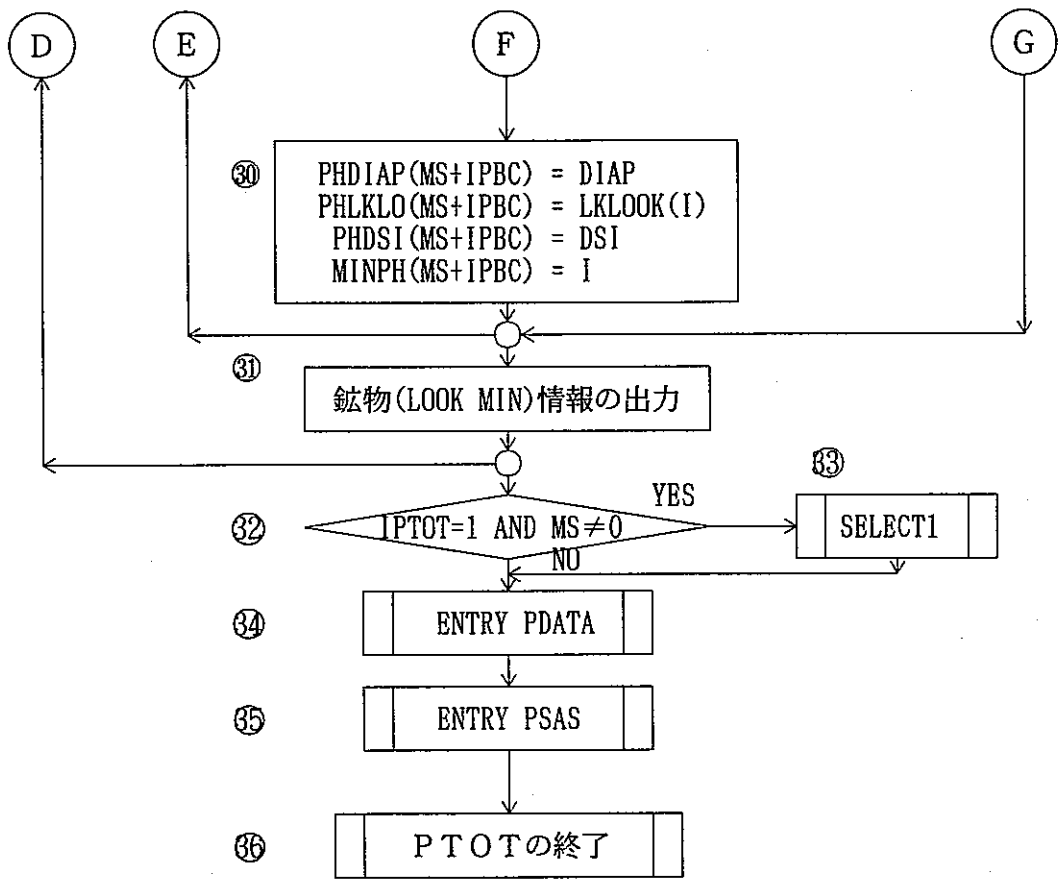 D E F G
㉚ PHDIAP(MS+IPBC) = DIAP
PHLKLO(MS+IPBC) = LKLOOK(I)
PHDSI(MS+IPBC) = DSI
MINPH(MS+IPBC) = I
㉛
鉱物(LOOK MIN)情報の出力
㉝
YES
㉜ IPTOT=1 AND MS≠0
SELECT1
NO
㉞ ENTRY PDATA
㉟ ENTRY PSAS
㊱ PTOTの終了